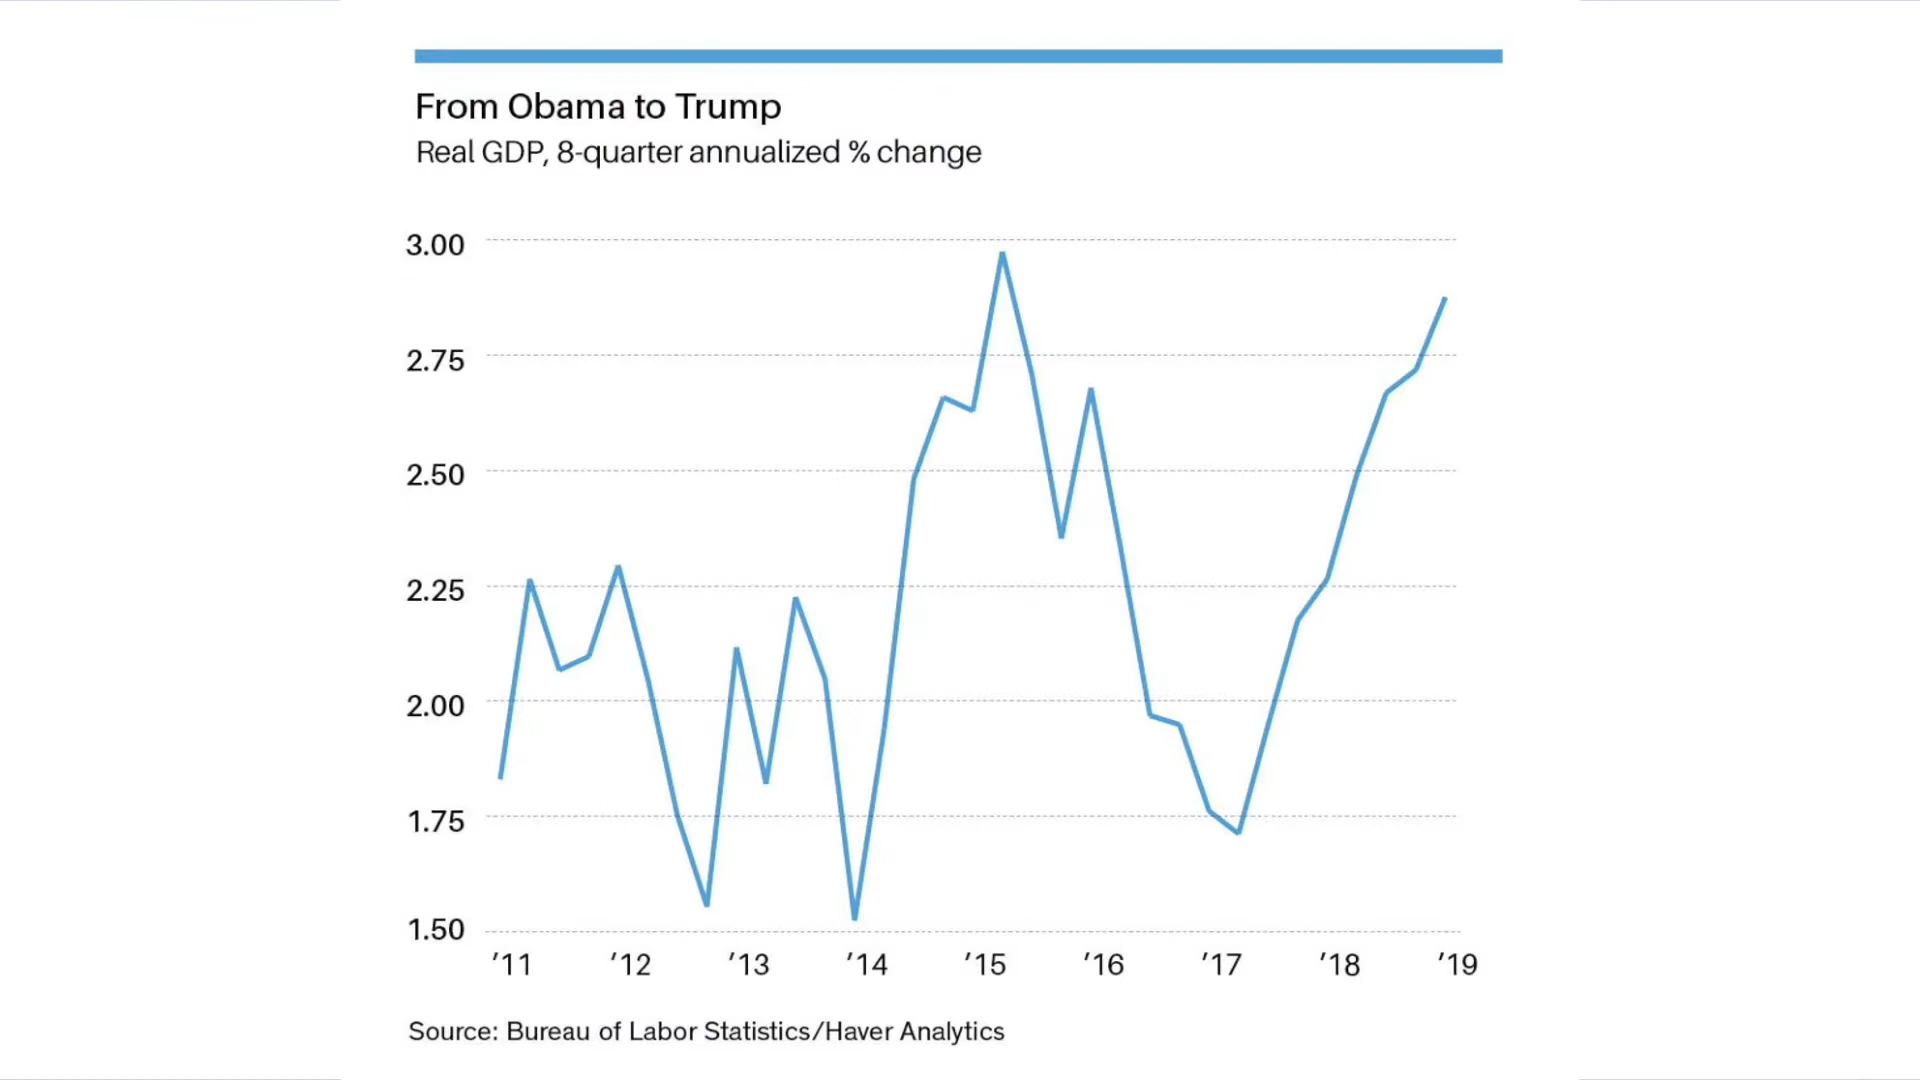 From Obama to Trump
Real GDP, 8-quarter annualized % change
3.00
2.75
2.50
2.25
2.00
1.75
1.50
’11 ’12 ’13 ’14 ’15 ’16 ’17 ’18 ’19
Source: Bureau of Labor Statistics/Haver Analytics